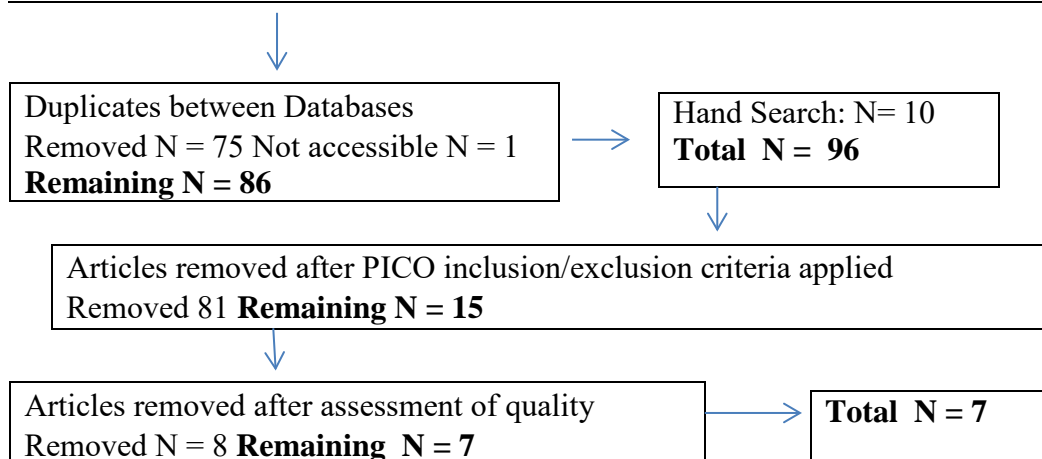 Duplicates between Databases
Removed N = 75 Not accessible N = 1
Remaining N = 86
Hand Search: N= 10
Total N = 96
Articles removed after PICO inclusion/exclusion criteria applied
Removed 81 Remaining N = 15
Articles removed after assessment of quality
Removed N = 8 Remaining N = 7
Total N = 7